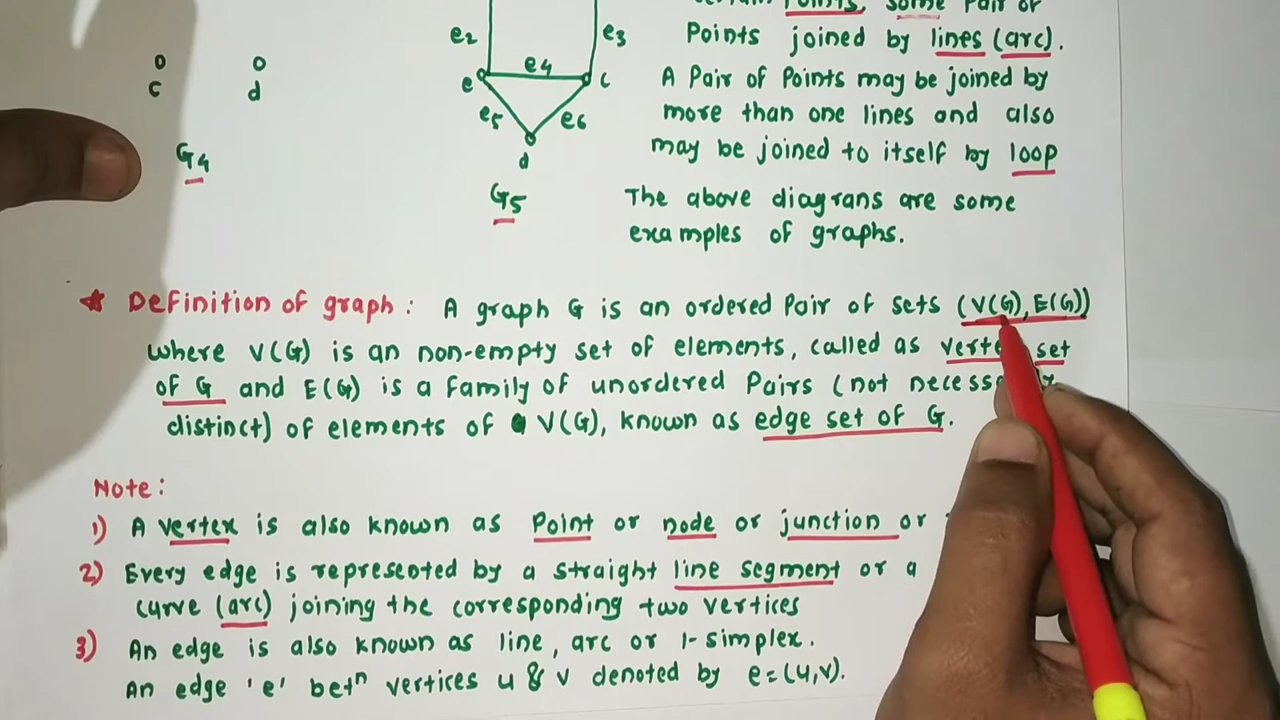 Points, some Pair of
Points joined by lines (arc).
A Pair of Points may be joined by
more than one lines and also
may be joined to itself by loop
The above diagrans are some
examples of graphs.
c d
G4
e2 e3
e4
e c
e5 e6
d
G5
Definition of graph: A graph G is an ordered Pair of sets (V(G), E(G))
where V(G) is an non-empty set of elements, called as set
of G and E(G) is a family of unordered Pairs (not
distinct) of elements of V(G), known as edge set of G.
Note:
1) A vertex is also known as Point or node or junction or
2) Every edge is represented by a straight line segment or a
curve (arc) joining the corresponding two vertices
3) An edge is also known as line, arc or 1-simplex.
An edge 'e' betn vertices u & v denoted by e=(u,v).